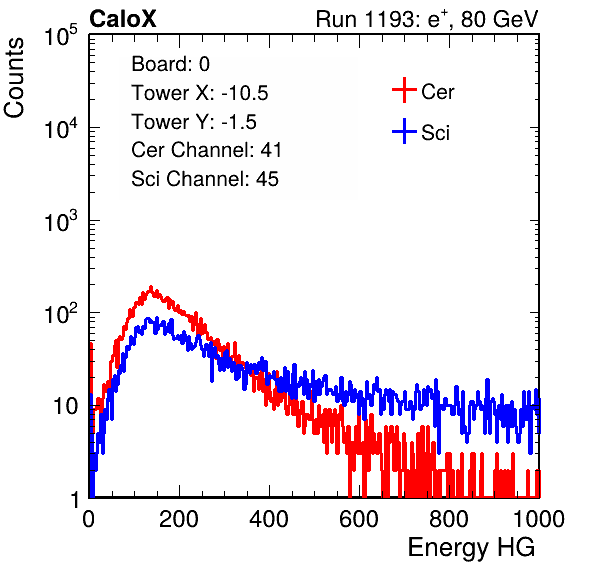 CaloX Run 1193: e⁺, 80 GeV
Counts
Board: 0
Tower X: -10.5
Tower Y: -1.5
Cer Channel: 41
Sci Channel: 45
Cer
Sci
10⁵
10⁴
10³
10²
10
1
0 200 400 600 800 1000
Energy HG